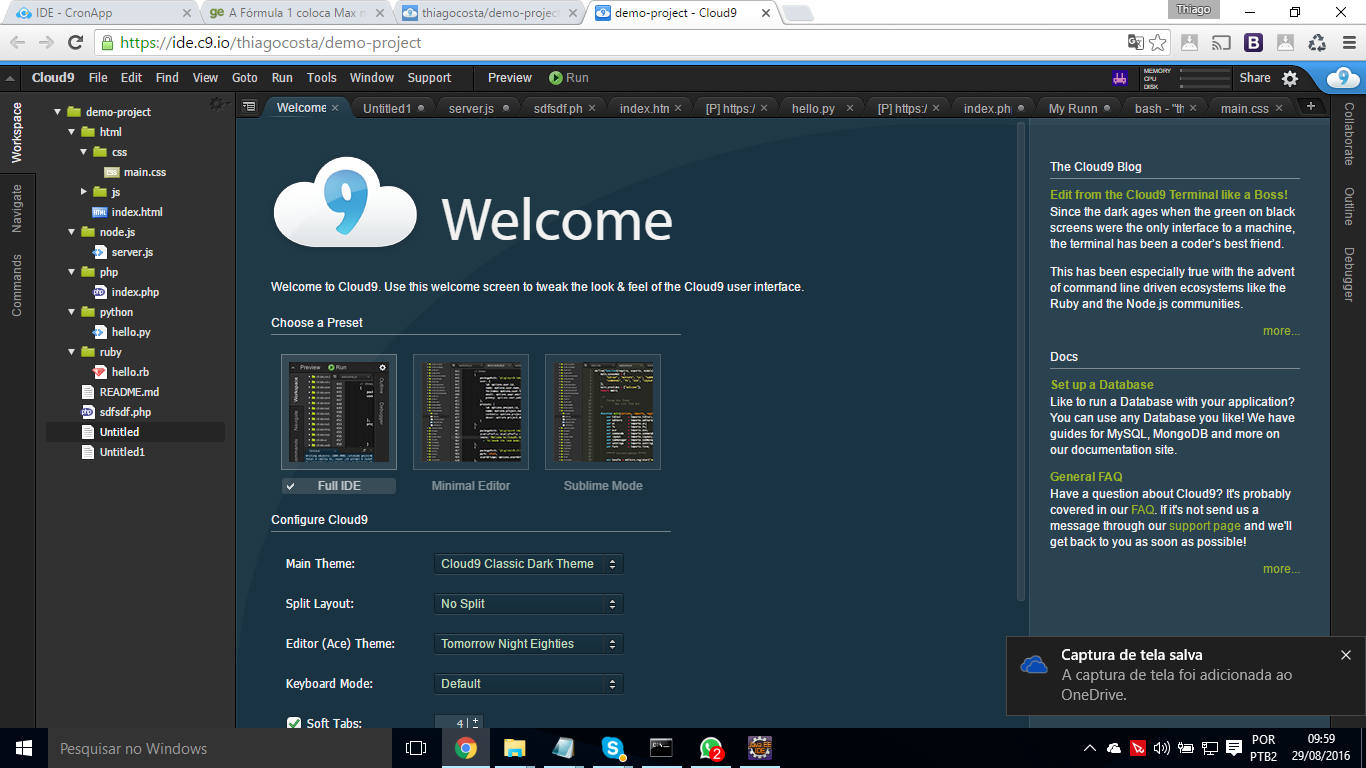 IDE - CronApp
ge A Fórmula 1 coloca Max n
thiagocosta/demo-project
demo-project - Cloud9
Thiago
https://ide.c9.io/thiagocosta/demo-project
Cloud9 File Edit Find View Goto Run Tools Window Support Preview Run
MEMORY
CPU
DISK
Share
9
Workspace
Navigate
Commands
demo-project
html
css
main.css
js
index.html
node.js
server.js
php
index.php
python
hello.py
ruby
hello.rb
README.md
sdfsdf.php
Untitled
Untitled1
Welcome
Untitled1
server.js
sdfsdf.ph
index.htm
[P] https:/
hello.py
[P] https:/
index.ph
My Runn
bash - "th
main.css
9
Welcome
Welcome to Cloud9. Use this welcome screen to tweak the look & feel of the Cloud9 user interface.
Choose a Preset
Preview Run
Full IDE
Minimal Editor
Sublime Mode
Configure Cloud9
Main Theme: Cloud9 Classic Dark Theme
Split Layout: No Split
Editor (Ace) Theme: Tomorrow Night Eighties
Keyboard Mode: Default
Soft Tabs: 4
The Cloud9 Blog
Edit from the Cloud9 Terminal like a Boss!
Since the dark ages when the green on black
screens were the only interface to a machine,
the terminal has been a coder's best friend.
This has been especially true with the advent
of command line driven ecosystems like the
Ruby and the Node.js communities.
more...
Docs
Set up a Database
Like to run a Database with your application?
You can use any Database you like! We have
guides for MySQL, MongoDB and more on
our documentation site.
General FAQ
Have a question about Cloud9? It's probably
covered in our FAQ. If it's not send us a
message through our support page and we'll
get back to you as soon as possible!
more...
Collaborate
Outline
Debugger
Captura de tela salva
A captura de tela foi adicionada ao
OneDrive.
Pesquisar no Windows
2
Java EE
IDE
POR
PTB2
09:59
29/08/2016